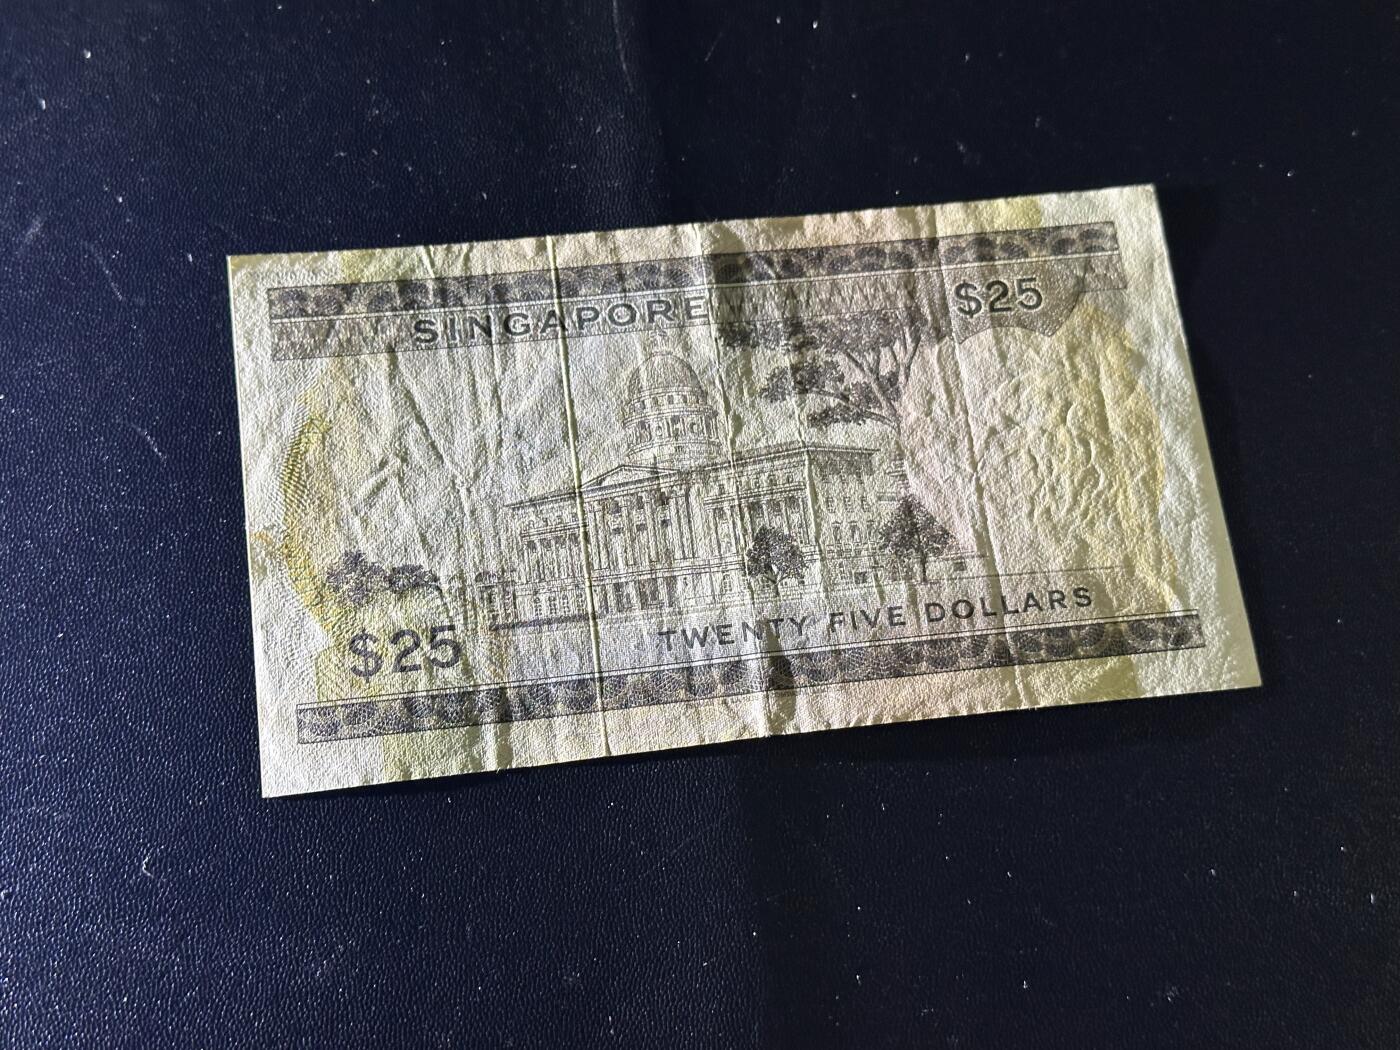 SINGAPORE
$25
$25
TWENTY FIVE DOLLARS